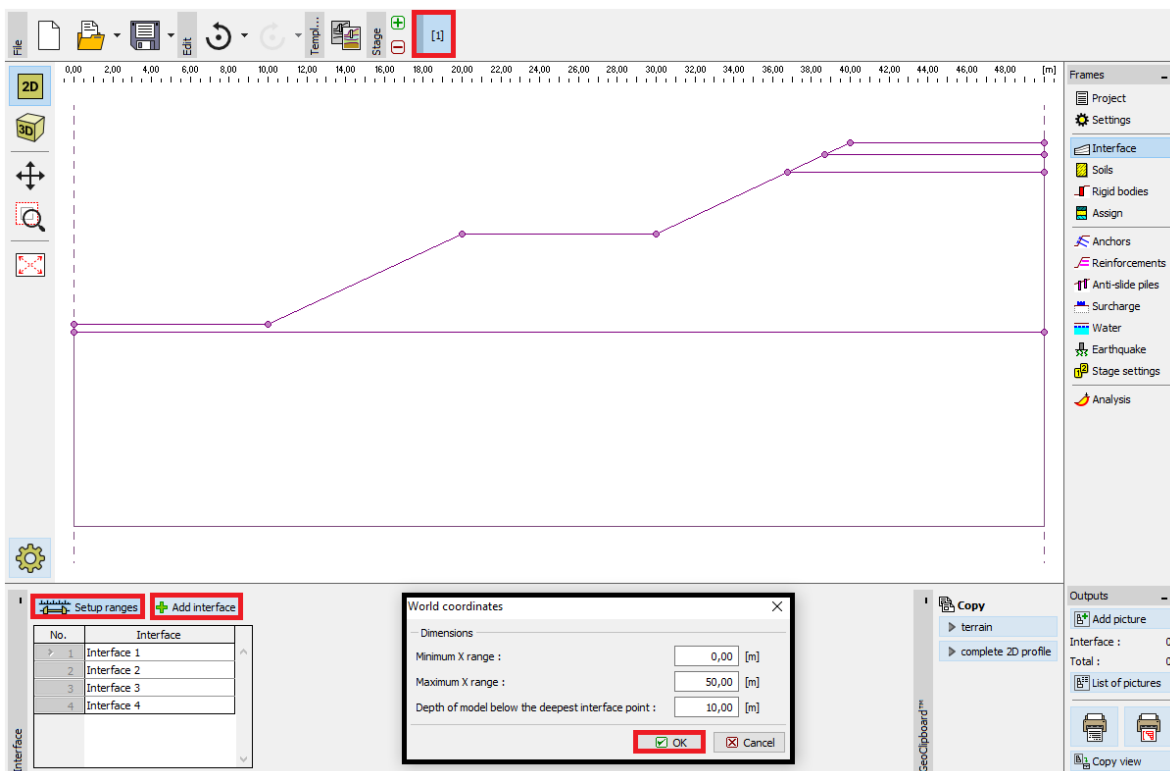 File
Edit
Templ...
Stage
[1]
2D
3D
0,00 2,00 4,00 6,00 8,00 10,00 12,00 14,00 16,00 18,00 20,00 22,00 24,00 26,00 28,00 30,00 32,00 34,00 36,00 38,00 40,00 42,00 44,00 46,00 48,00 [m]
Frames
Project
Settings
Interface
Soils
Rigid bodies
Assign
Anchors
Reinforcements
Anti-slide piles
Surcharge
Water
Earthquake
Stage settings
Analysis
Interface
Setup ranges
Add interface
No. Interface
1 Interface 1
2 Interface 2
3 Interface 3
4 Interface 4
World coordinates
Dimensions
Minimum X range : 0,00 [m]
Maximum X range : 50,00 [m]
Depth of model below the deepest interface point : 10,00 [m]
OK Cancel
GeoClipboard™
Copy
terrain
complete 2D profile
Outputs
Add picture
Interface : 0
Total : 0
List of pictures
Copy view